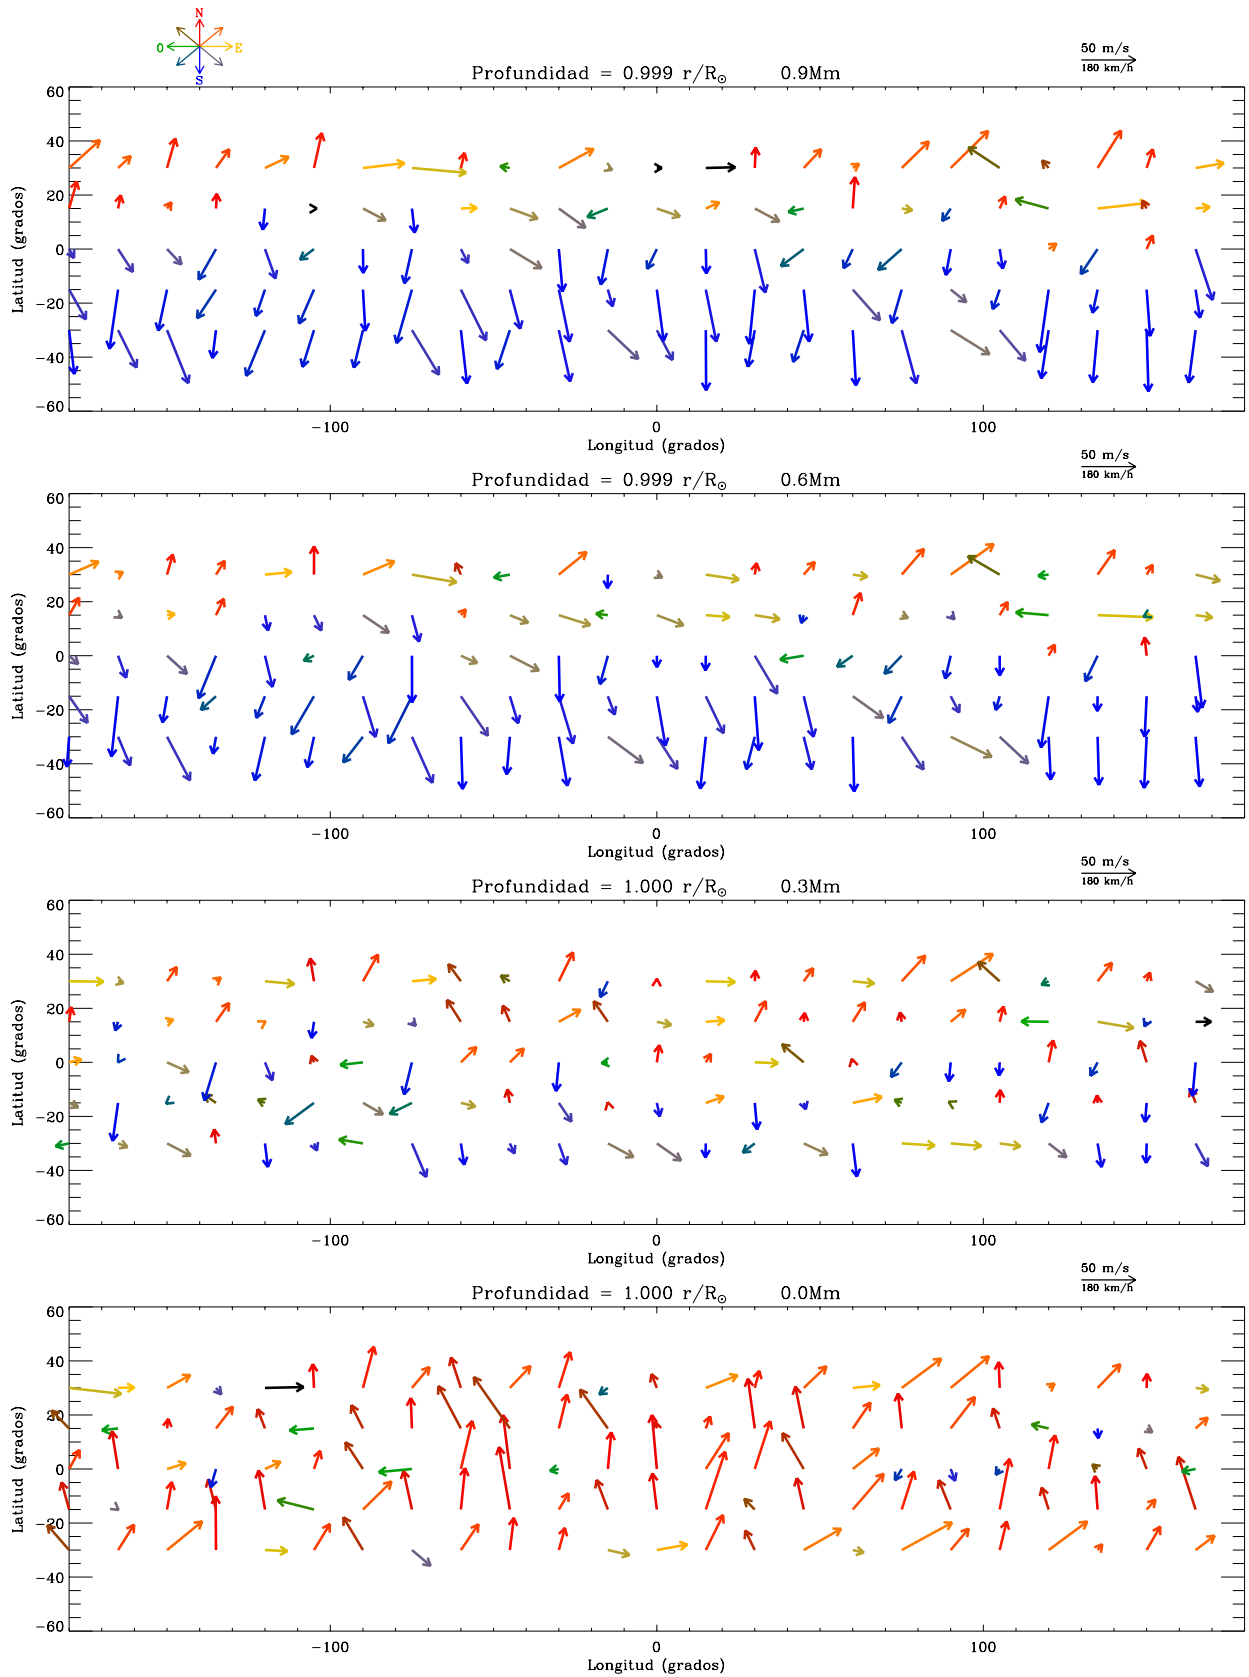 N
O E
S
50 m/s
180 km/h
Profundidad = 0.999 r/R☉ 0.9Mm
60
40
20
0
−20
−40
−60
Latitud (grados)
−100 0 100
Longitud (grados)
50 m/s
180 km/h
Profundidad = 0.999 r/R☉ 0.6Mm
60
40
20
0
−20
−40
−60
Latitud (grados)
−100 0 100
Longitud (grados)
50 m/s
180 km/h
Profundidad = 1.000 r/R☉ 0.3Mm
60
40
20
0
−20
−40
−60
Latitud (grados)
−100 0 100
Longitud (grados)
50 m/s
180 km/h
Profundidad = 1.000 r/R☉ 0.0Mm
60
40
20
0
−20
−40
−60
Latitud (grados)
−100 0 100
Longitud (grados)